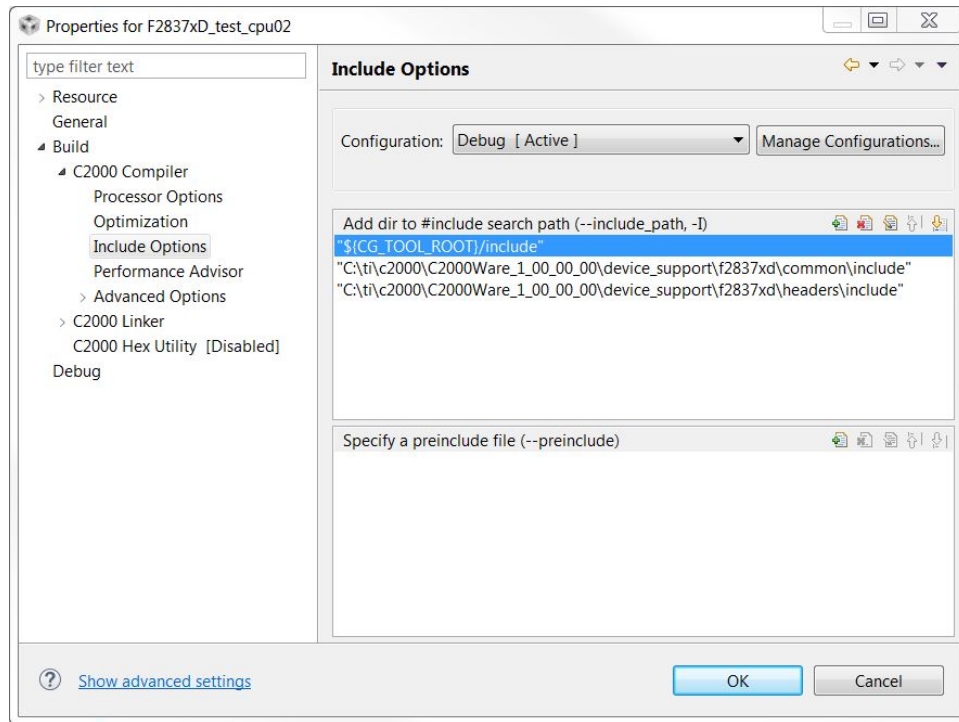 Properties for F2837xD_test_cpu02
type filter text
Resource
General
Build
C2000 Compiler
Processor Options
Optimization
Include Options
Performance Advisor
Advanced Options
C2000 Linker
C2000 Hex Utility [Disabled]
Debug
Include Options
Configuration: Debug [ Active ] Manage Configurations...
Add dir to #include search path (--include_path, -I)
"${CG_TOOL_ROOT}/include"
"C:\ti\c2000\C2000Ware_1_00_00_00\device_support\f2837xd\common\include"
"C:\ti\c2000\C2000Ware_1_00_00_00\device_support\f2837xd\headers\include"
Specify a preinclude file (--preinclude)
? Show advanced settings
OK Cancel